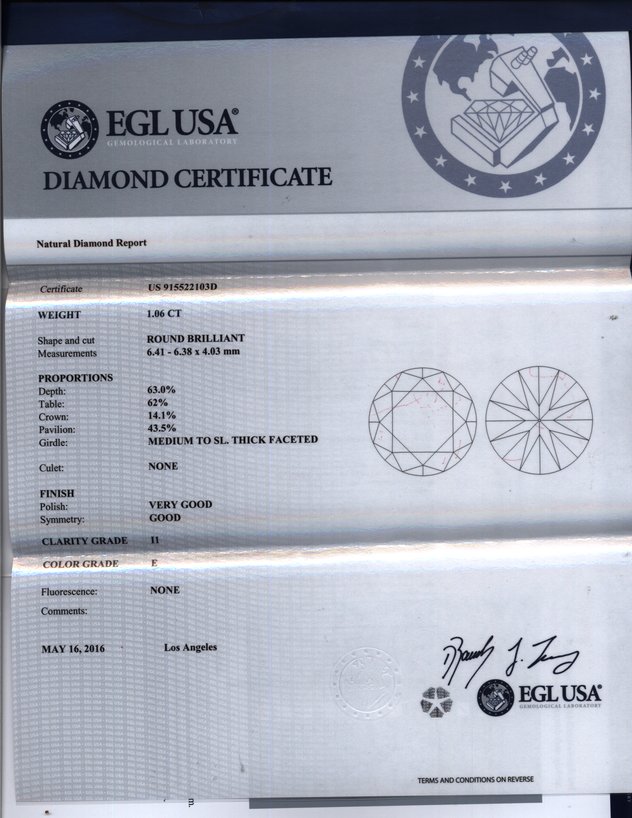 EGL USA®
GEMOLOGICAL LABORATORY
DIAMOND CERTIFICATE
Natural Diamond Report
Certificate US 915522103D
WEIGHT 1.06 CT
Shape and cut ROUND BRILLIANT
Measurements 6.41 - 6.38 x 4.03 mm
PROPORTIONS
Depth: 63.0%
Table: 62%
Crown: 14.1%
Pavilion: 43.5%
Girdle: MEDIUM TO SL. THICK FACETED
Culet: NONE
FINISH
Polish: VERY GOOD
Symmetry: GOOD
CLARITY GRADE I1
COLOR GRADE E
Fluorescence: NONE
Comments:
MAY 16, 2016 Los Angeles
EGL USA®
GEMOLOGICAL LABORATORY
TERMS AND CONDITIONS ON REVERSE
m.